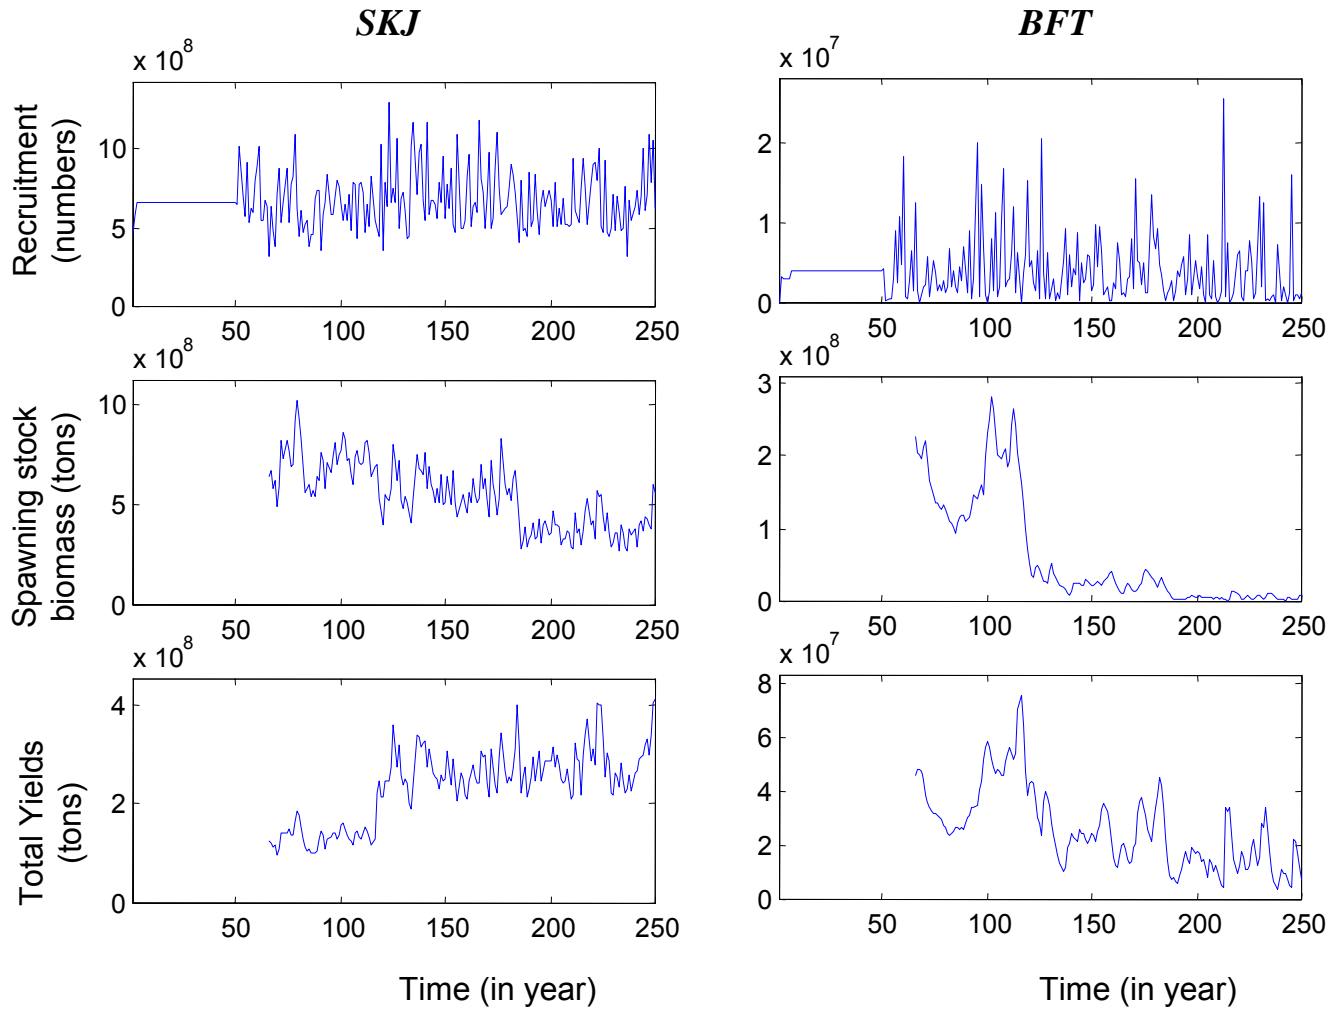 SKJ
BFT
x 10^8
x 10^7
Recruitment
(numbers)
10
5
0
2
1
0
50 100 150 200 250
50 100 150 200 250
x 10^8
x 10^8
Spawning stock
biomass (tons)
10
5
0
3
2
1
0
50 100 150 200 250
50 100 150 200 250
x 10^8
x 10^7
Total Yields
(tons)
4
2
0
8
6
4
2
0
50 100 150 200 250
50 100 150 200 250
Time (in year)
Time (in year)